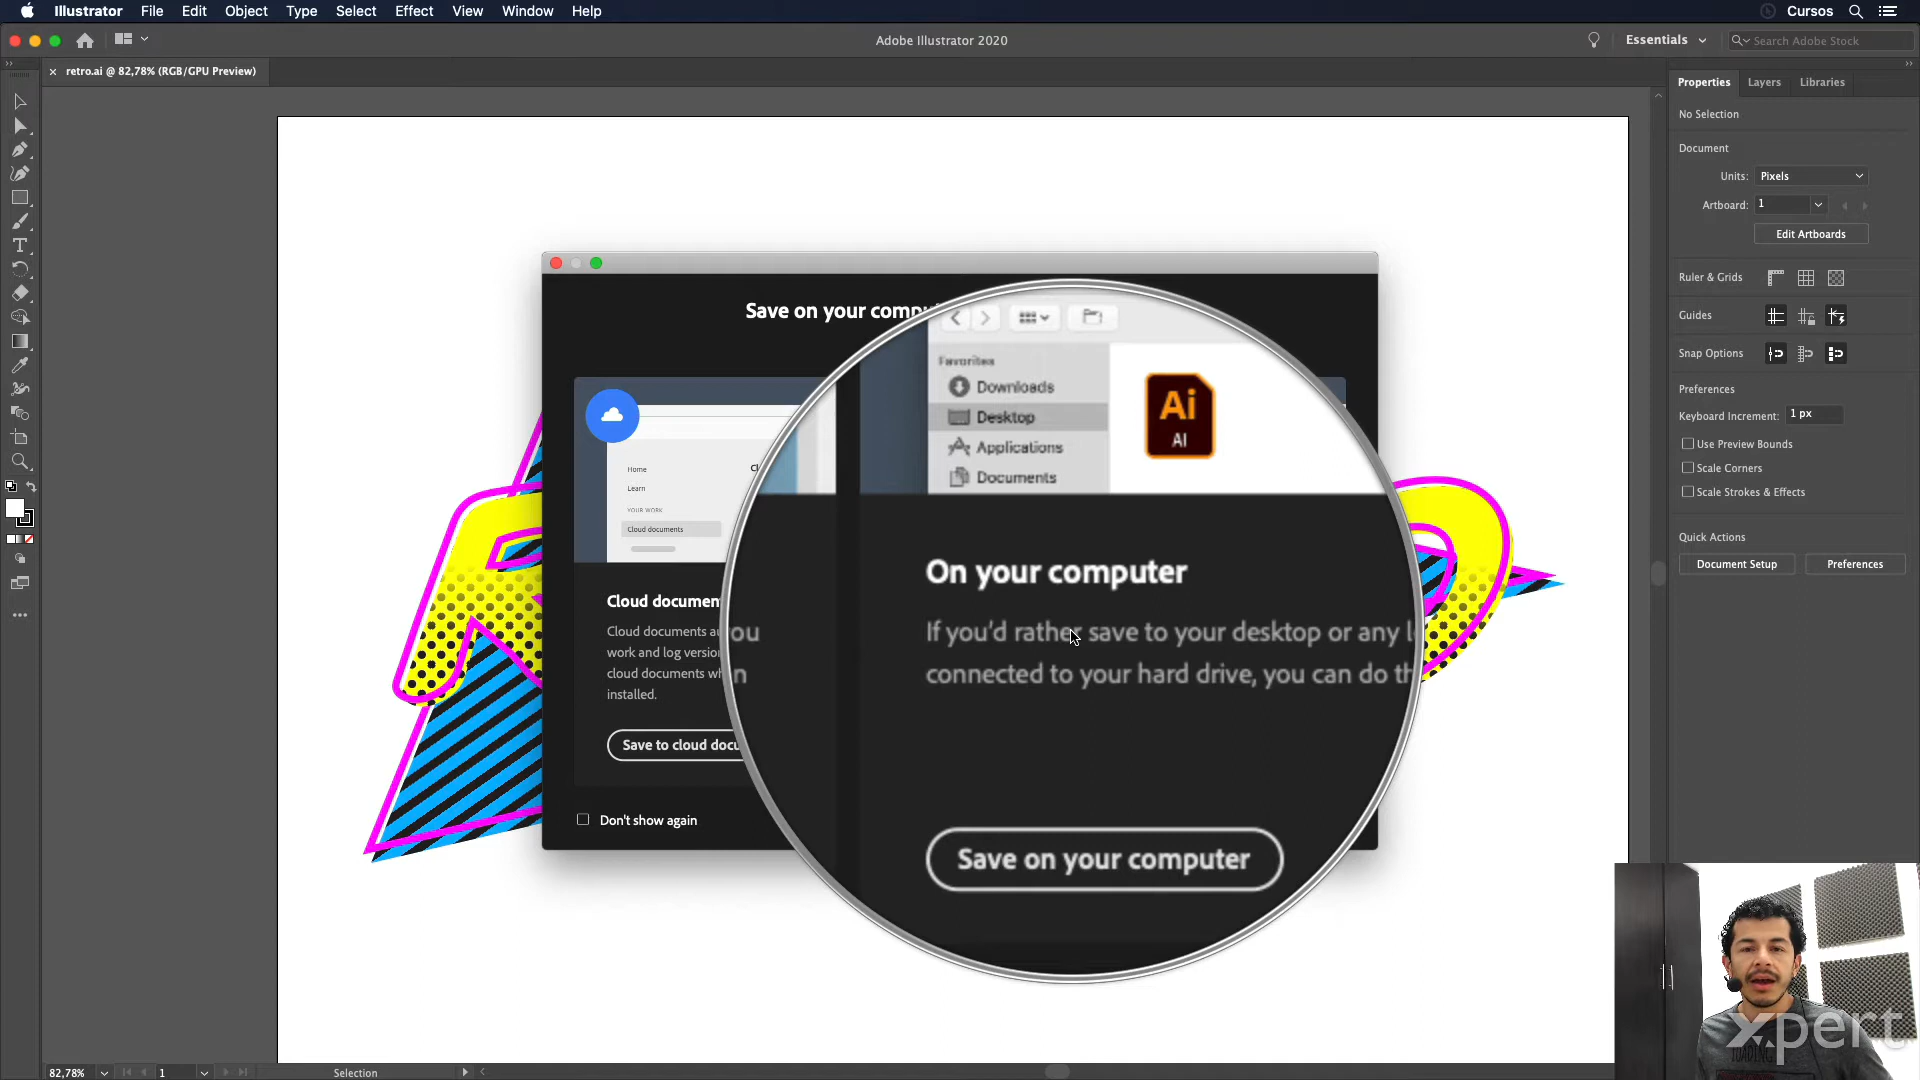 Illustrator File Edit Object Type Select Effect View Window Help
Cursos
Adobe Illustrator 2020
Essentials
Search Adobe Stock
× retro.ai @ 82,78% (RGB/GPU Preview)
Properties Layers Libraries
No Selection
Document
Units: Pixels
Artboard: 1
Edit Artboards
Ruler & Grids
Guides
Snap Options
Preferences
Keyboard Increment: 1 px
Use Preview Bounds
Scale Corners
Scale Strokes & Effects
Quick Actions
Document Setup Preferences
Save on your compu
Home
Learn
YOUR WORK
Cloud documents
Cl
Cloud documen
Cloud documents au
work and log version
cloud documents wh
installed.
Save to cloud docu
Don't show again
Favorites
Downloads
Desktop
Applications
Documents
Ai
AI
you
n
On your computer
If you'd rather save to your desktop or any l
connected to your hard drive, you can do th
Save on your computer
xpert
LOADING
82,78% 1 Selection